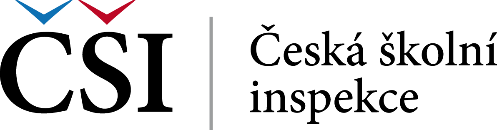 ČŠI
Česká školní
inspekce